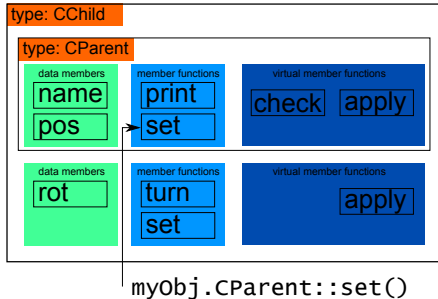 type: CChild
type: CParent
data members member functions virtual member functions
name print check apply
pos set
data members member functions virtual member functions
rot turn apply
set
myObj.CParent::set()